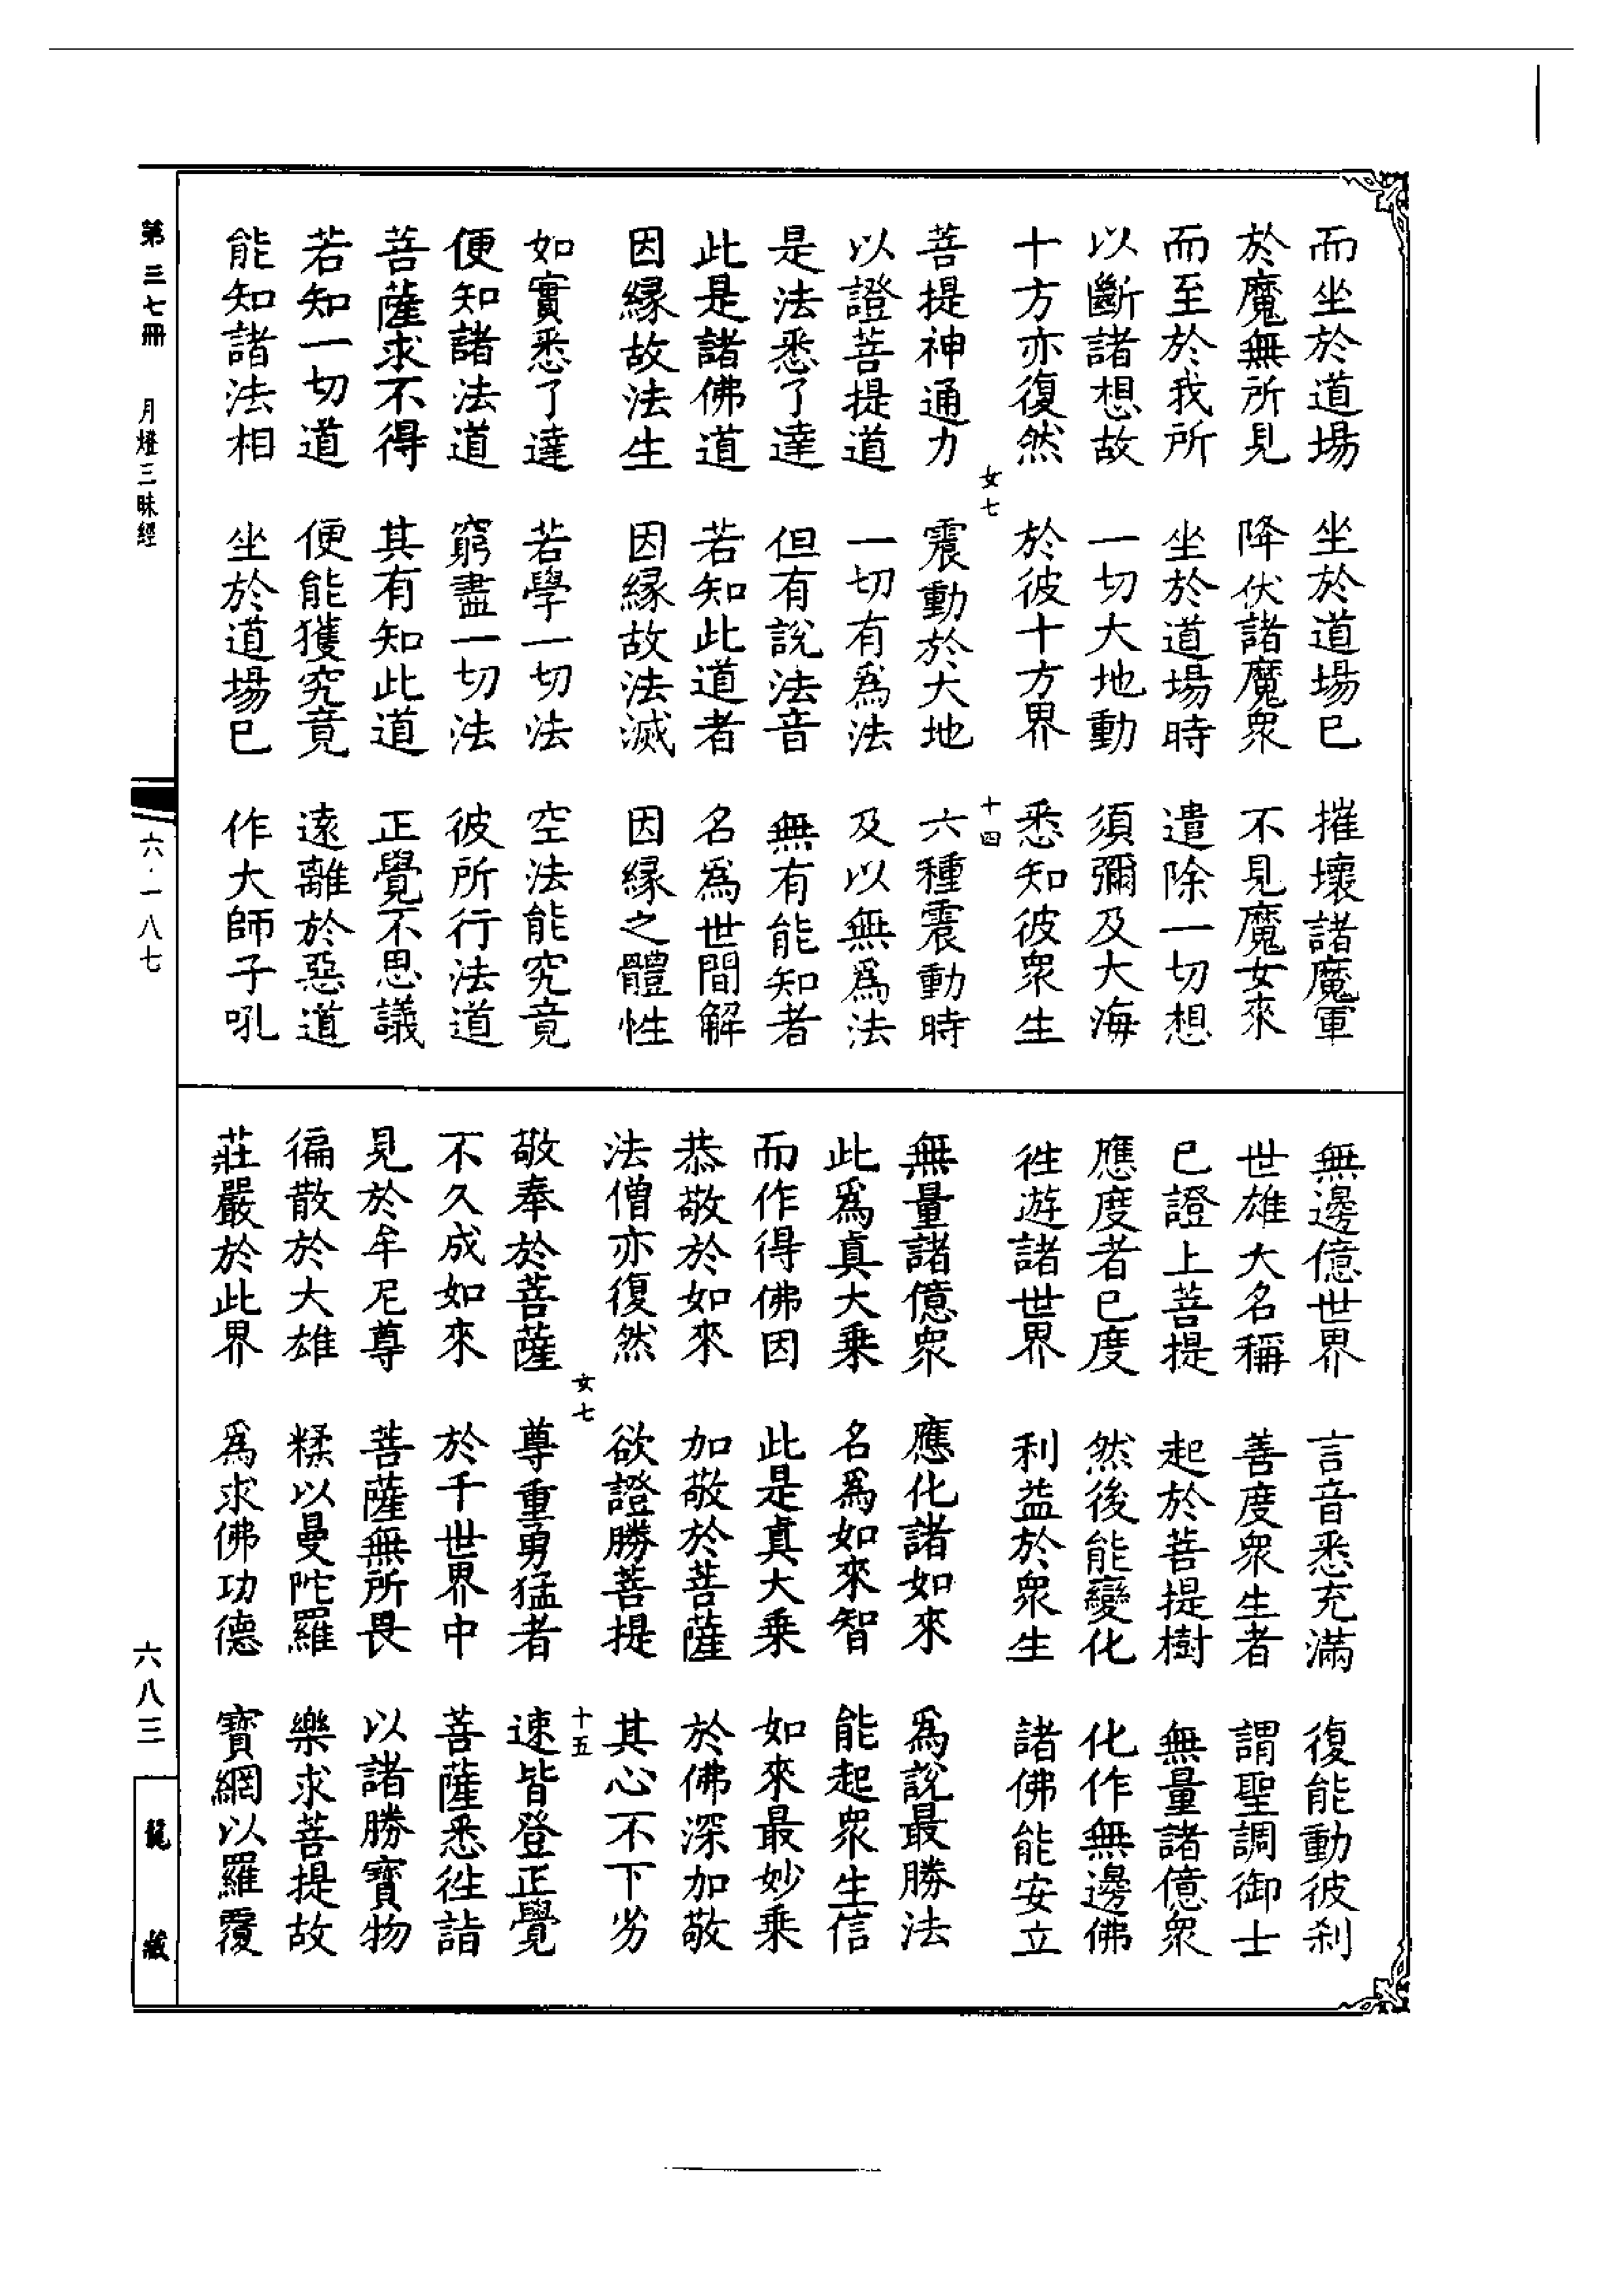 而坐於道場　坐於道場已　摧壞諸魔軍
於魔無所見　降伏諸魔衆　不見魔女來
而至於我所　坐於道場時　遣除一切想
以斷諸想故　一切大地動　須彌及大海
十方亦復然　於彼十方界　悉知彼衆生
女七　十四
菩提神通力　震動於大地　六種震動時
以證菩提道　一切有爲法　及以無爲法
是法悉了達　但有說法音　無有能知者
此是諸佛道　若知此道者　名爲世間解
因緣故法生　因緣故法滅　因緣之體性
如實悉了達　若學一切法　空法能究竟
便知諸法道　窮盡一切法　彼所行法道
菩薩求不得　其有知此道　正覺不思議
若知一切道　便能獲究竟　遠離於惡道
能知諸法相　坐於道場已　作大師子吼
無邊億世界　言音悉充滿　復能動彼刹
世雄大名稱　善度衆生者　謂聖調御士
已證上菩提　起於菩提樹　無量諸億衆
應度者已度　然後能變化　化作無邊佛
徃遊諸世界　利益於衆生　諸佛能安立
無量諸億衆　應化諸如來　爲說最勝法
此爲真大乗　名爲如來智　能起衆生信
而作得佛因　此是真大乗　如來最妙乗
恭敬於如來　加敬於菩薩　於佛深加敬
法僧亦復然　欲證勝菩提　其心不下劣
女七　十五
敬奉於菩薩　尊重勇猛者　速皆登正覺
不久成如來　於千世界中　菩薩悉徃詣
見於牟尼尊　菩薩無所畏　以諸勝寶物
徧散於大雄　糅以曼陀羅　樂求菩提故
莊嚴於此界　爲求佛功德　寶網以羅覆
第三七冊　月燈三昧經　六·一八七　六八三　龍藏